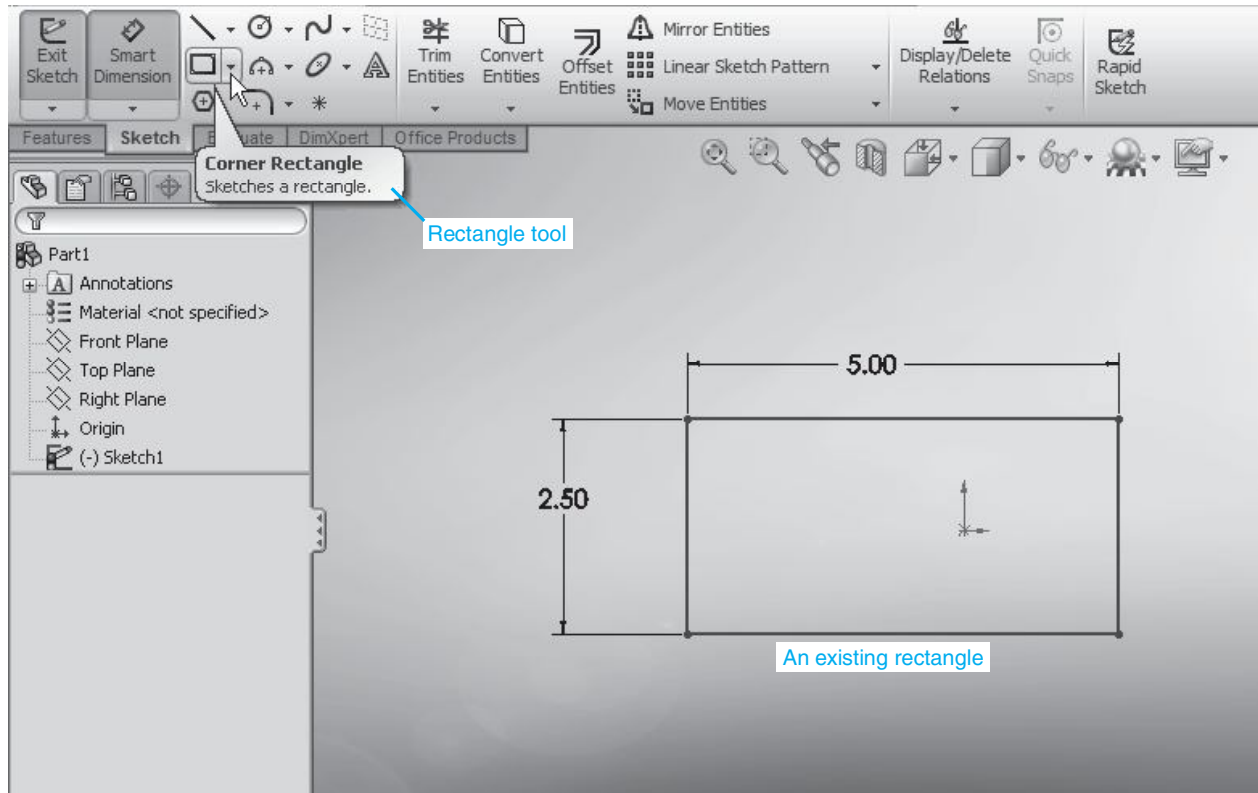 Exit Sketch
Smart Dimension
Trim Entities
Convert Entities
Offset Entities
Mirror Entities
Linear Sketch Pattern
Move Entities
Display/Delete Relations
Quick Snaps
Rapid Sketch
Features
Sketch
DimXpert
Office Products
Corner Rectangle
Sketches a rectangle.
Rectangle tool
Part1
A Annotations
Material <not specified>
Front Plane
Top Plane
Right Plane
Origin
(-) Sketch1
5.00
2.50
An existing rectangle